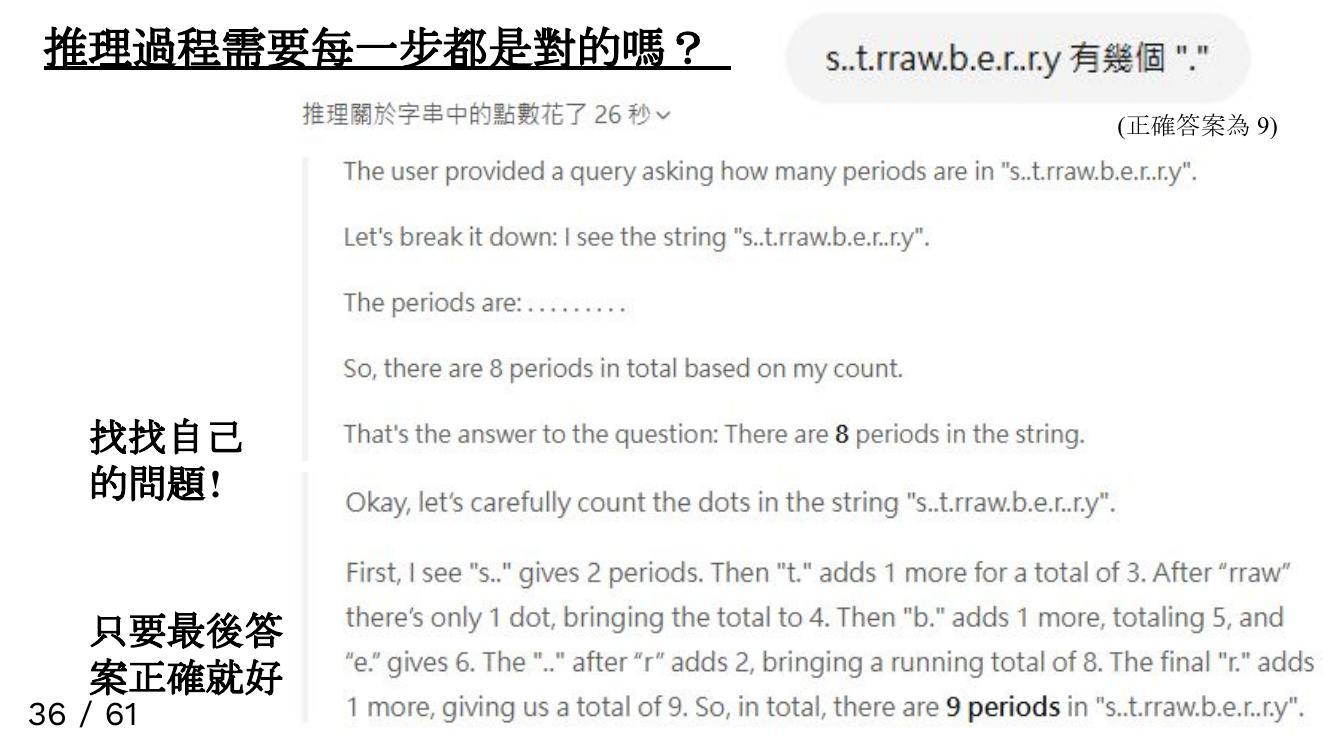 推理過程需要每一步都是對的嗎？
s..t.rraw.b.e.r..r.y 有幾個 "."
(正確答案為 9)
推理關於字串中的點數花了 26 秒
The user provided a query asking how many periods are in "s..t.rraw.b.e.r..r.y".
Let's break it down: I see the string "s..t.rraw.b.e.r..r.y".
The periods are: . . . . . . . . .
So, there are 8 periods in total based on my count.
That's the answer to the question: There are 8 periods in the string.
找找自己
的問題!
Okay, let’s carefully count the dots in the string "s..t.rraw.b.e.r..r.y".
First, I see "s.." gives 2 periods. Then "t." adds 1 more for a total of 3. After “rraw”
there’s only 1 dot, bringing the total to 4. Then "b." adds 1 more, totaling 5, and
“e.” gives 6. The ".." after “r” adds 2, bringing a running total of 8. The final "r." adds
1 more, giving us a total of 9. So, in total, there are 9 periods in "s..t.rraw.b.e.r..r.y".
只要最後答
案正確就好
36 / 61